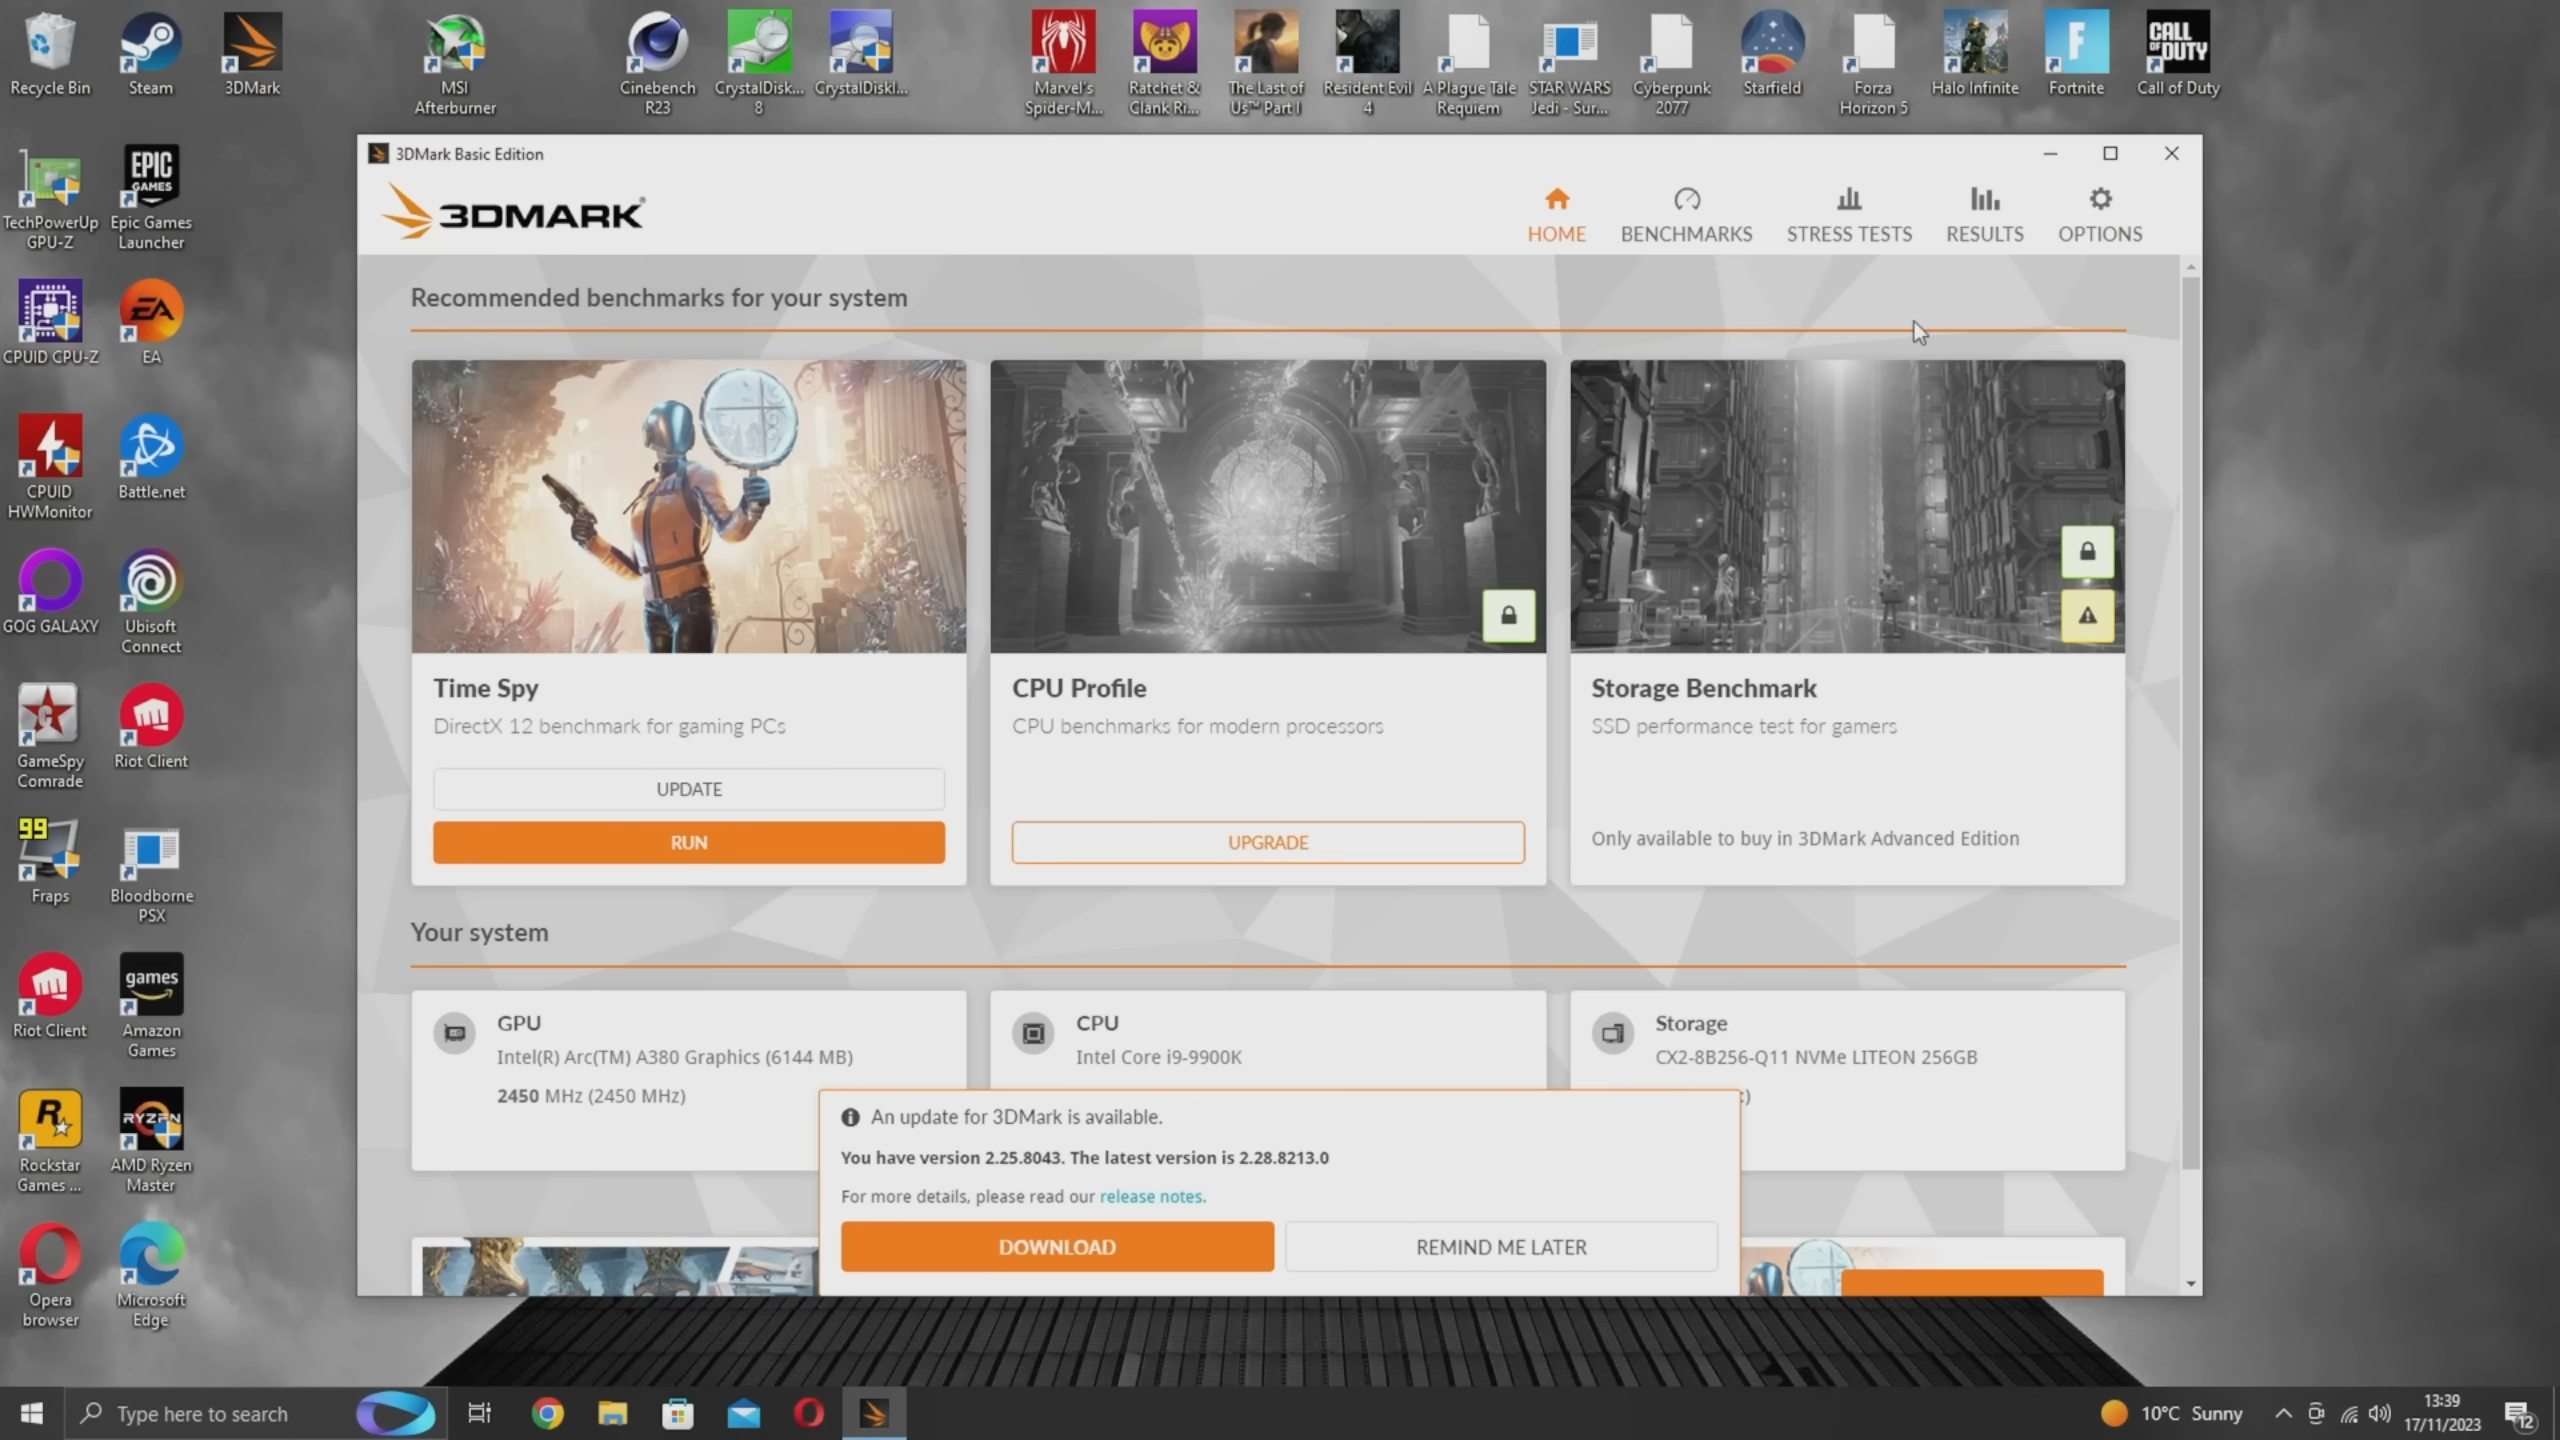 Recycle Bin
Steam
3DMark
MSI
Afterburner
Cinebench
R23
CrystalDisk...
8
CrystalDiskI...
Marvel's
Spider-M...
Ratchet &
Clank Ri...
The Last of
Us™ Part I
Resident Evil
4
A Plague Tale
Requiem
STAR WARS
Jedi - Sur...
Cyberpunk
2077
Starfield
Forza
Horizon 5
Halo Infinite
F
Fortnite
CALL
OF DUTY
Call of Duty
TechPowerUp
GPU-Z
EPIC
GAMES
Epic Games
Launcher
CPUID CPU-Z
EA
EA
CPUID
HWMonitor
Battle.net
GOG GALAXY
Ubisoft
Connect
GameSpy
Comrade
Riot Client
99
Fraps
Bloodborne
PSX
Riot Client
games
Amazon
Games
R
Rockstar
Games ...
RYZEN
AMD Ryzen
Master
Opera
browser
Microsoft
Edge
3DMark Basic Edition
3DMARK®
HOME
BENCHMARKS
STRESS TESTS
RESULTS
OPTIONS
Recommended benchmarks for your system
Time Spy
DirectX 12 benchmark for gaming PCs
UPDATE
RUN
CPU Profile
CPU benchmarks for modern processors
UPGRADE
Storage Benchmark
SSD performance test for gamers
Only available to buy in 3DMark Advanced Edition
Your system
GPU
Intel(R) Arc(TM) A380 Graphics (6144 MB)
2450 MHz (2450 MHz)
CPU
Intel Core i9-9900K
Storage
CX2-8B256-Q11 NVMe LITEON 256GB
:)
An update for 3DMark is available.
You have version 2.25.8043. The latest version is 2.28.8213.0
For more details, please read our release notes.
DOWNLOAD
REMIND ME LATER
Type here to search
10°C Sunny
13:39
17/11/2023
12